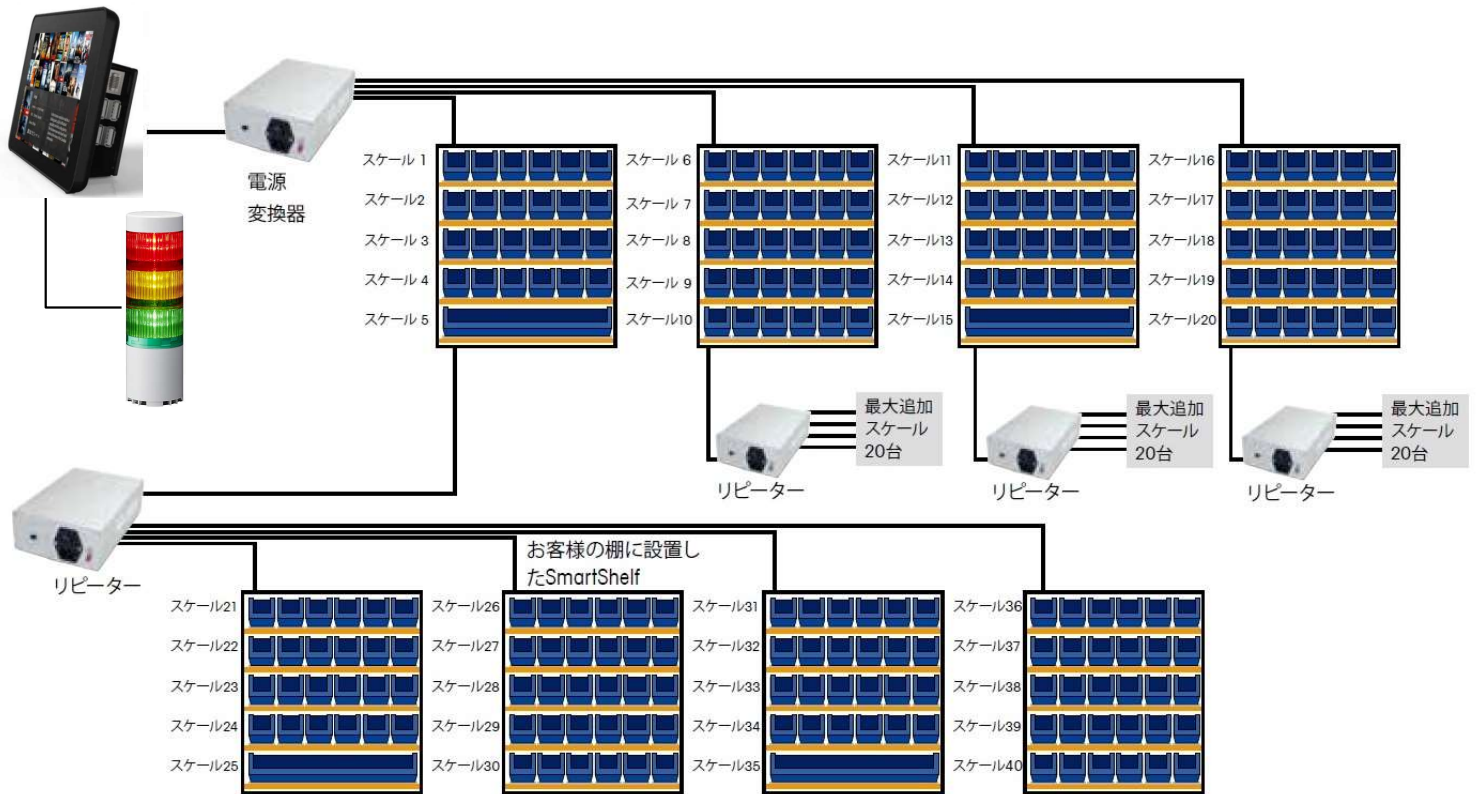 電源
変換器
スケール 1
スケール2
スケール 3
スケール 4
スケール 5
スケール 6
スケール 7
スケール 8
スケール 9
スケール10
スケール11
スケール12
スケール13
スケール14
スケール15
スケール16
スケール17
スケール18
スケール19
スケール20
最大追加
スケール
20台
リピーター
最大追加
スケール
20台
リピーター
最大追加
スケール
20台
リピーター
リピーター
お客様の棚に設置し
たSmartShelf
スケール21
スケール22
スケール23
スケール24
スケール25
スケール26
スケール27
スケール28
スケール29
スケール30
スケール31
スケール32
スケール33
スケール34
スケール35
スケール36
スケール37
スケール38
スケール39
スケール40